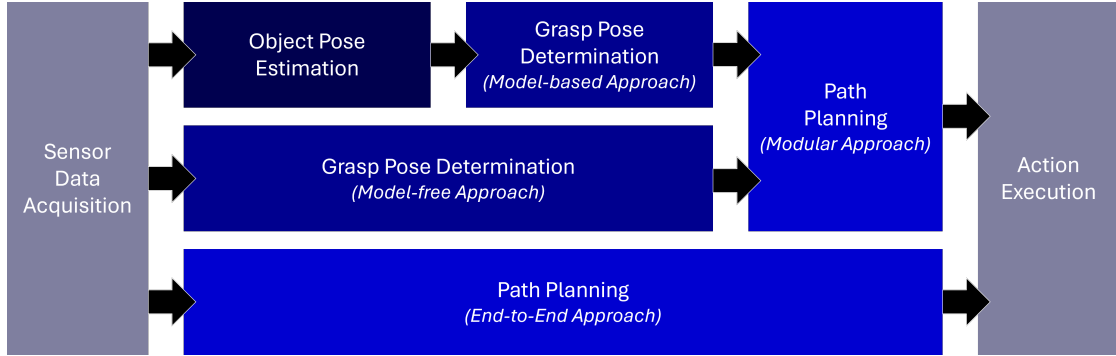 Sensor
Data
Acquisition
Object Pose
Estimation
Grasp Pose
Determination
(Model-based Approach)
Grasp Pose Determination
(Model-free Approach)
Path
Planning
(Modular Approach)
Path Planning
(End-to-End Approach)
Action
Execution